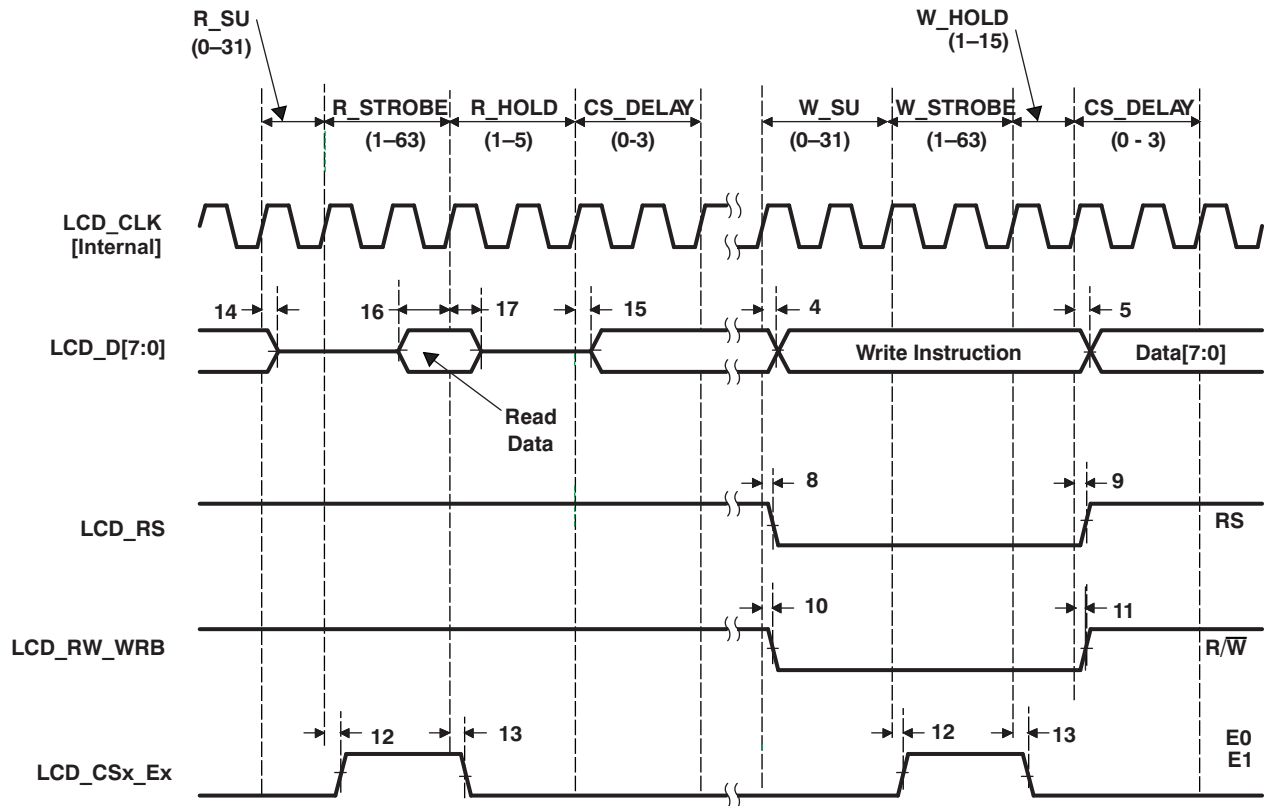 R_SU
(0–31)
W_HOLD
(1–15)
R_STROBE
R_HOLD
CS_DELAY
W_SU
W_STROBE
CS_DELAY
(1–63)
(1–5)
(0-3)
(0–31)
(1–63)
(0 - 3)
LCD_CLK
[Internal]
14
16
17
15
4
5
LCD_D[7:0]
Write Instruction
Data[7:0]
Read
Data
8
9
LCD_RS
RS
10
11
LCD_RW_WRB
R/W̅
12
13
12
13
E0
E1
LCD_CSx_Ex